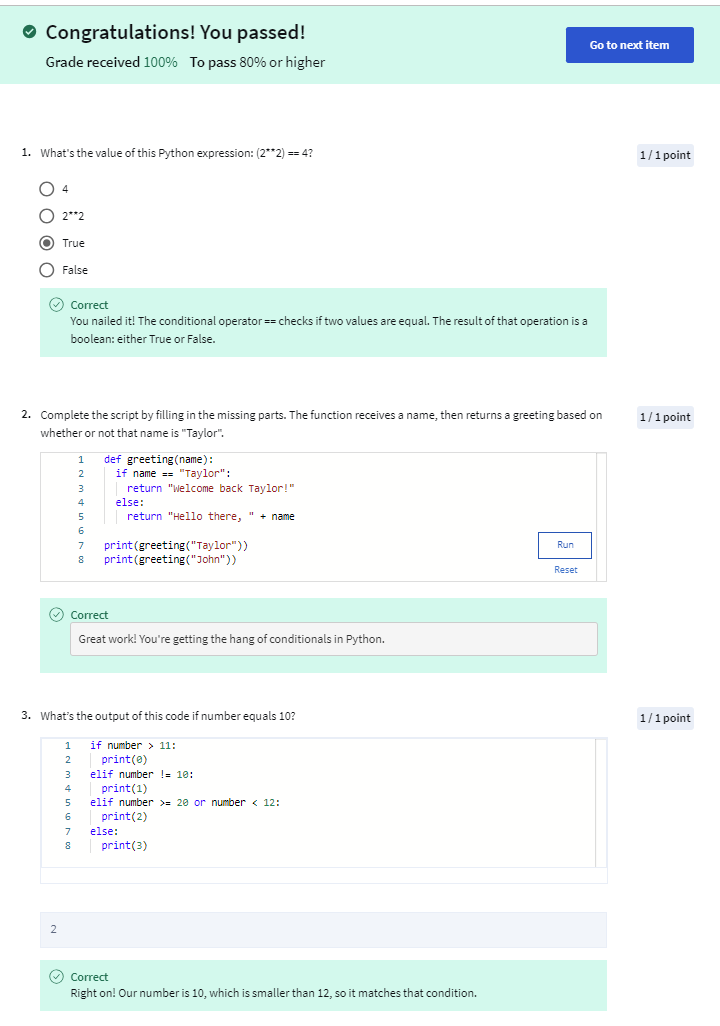 Congratulations! You passed!
Go to next item
Grade received 100% To pass 80% or higher
1. What's the value of this Python expression: (2**2) == 4?
1 / 1 point
4
2**2
True
False
Correct
You nailed it! The conditional operator == checks if two values are equal. The result of that operation is a
boolean: either True or False.
2. Complete the script by filling in the missing parts. The function receives a name, then returns a greeting based on
whether or not that name is "Taylor".
1 / 1 point
1 def greeting(name):
2 if name == "Taylor":
3 return "Welcome back Taylor!"
4 else:
5 return "Hello there, " + name
6
7 print(greeting("Taylor"))
8 print(greeting("John"))
Run
Reset
Correct
Great work! You're getting the hang of conditionals in Python.
3. What's the output of this code if number equals 10?
1 / 1 point
1 if number > 11:
2 print(0)
3 elif number != 10:
4 print(1)
5 elif number >= 20 or number < 12:
6 print(2)
7 else:
8 print(3)
2
Correct
Right on! Our number is 10, which is smaller than 12, so it matches that condition.